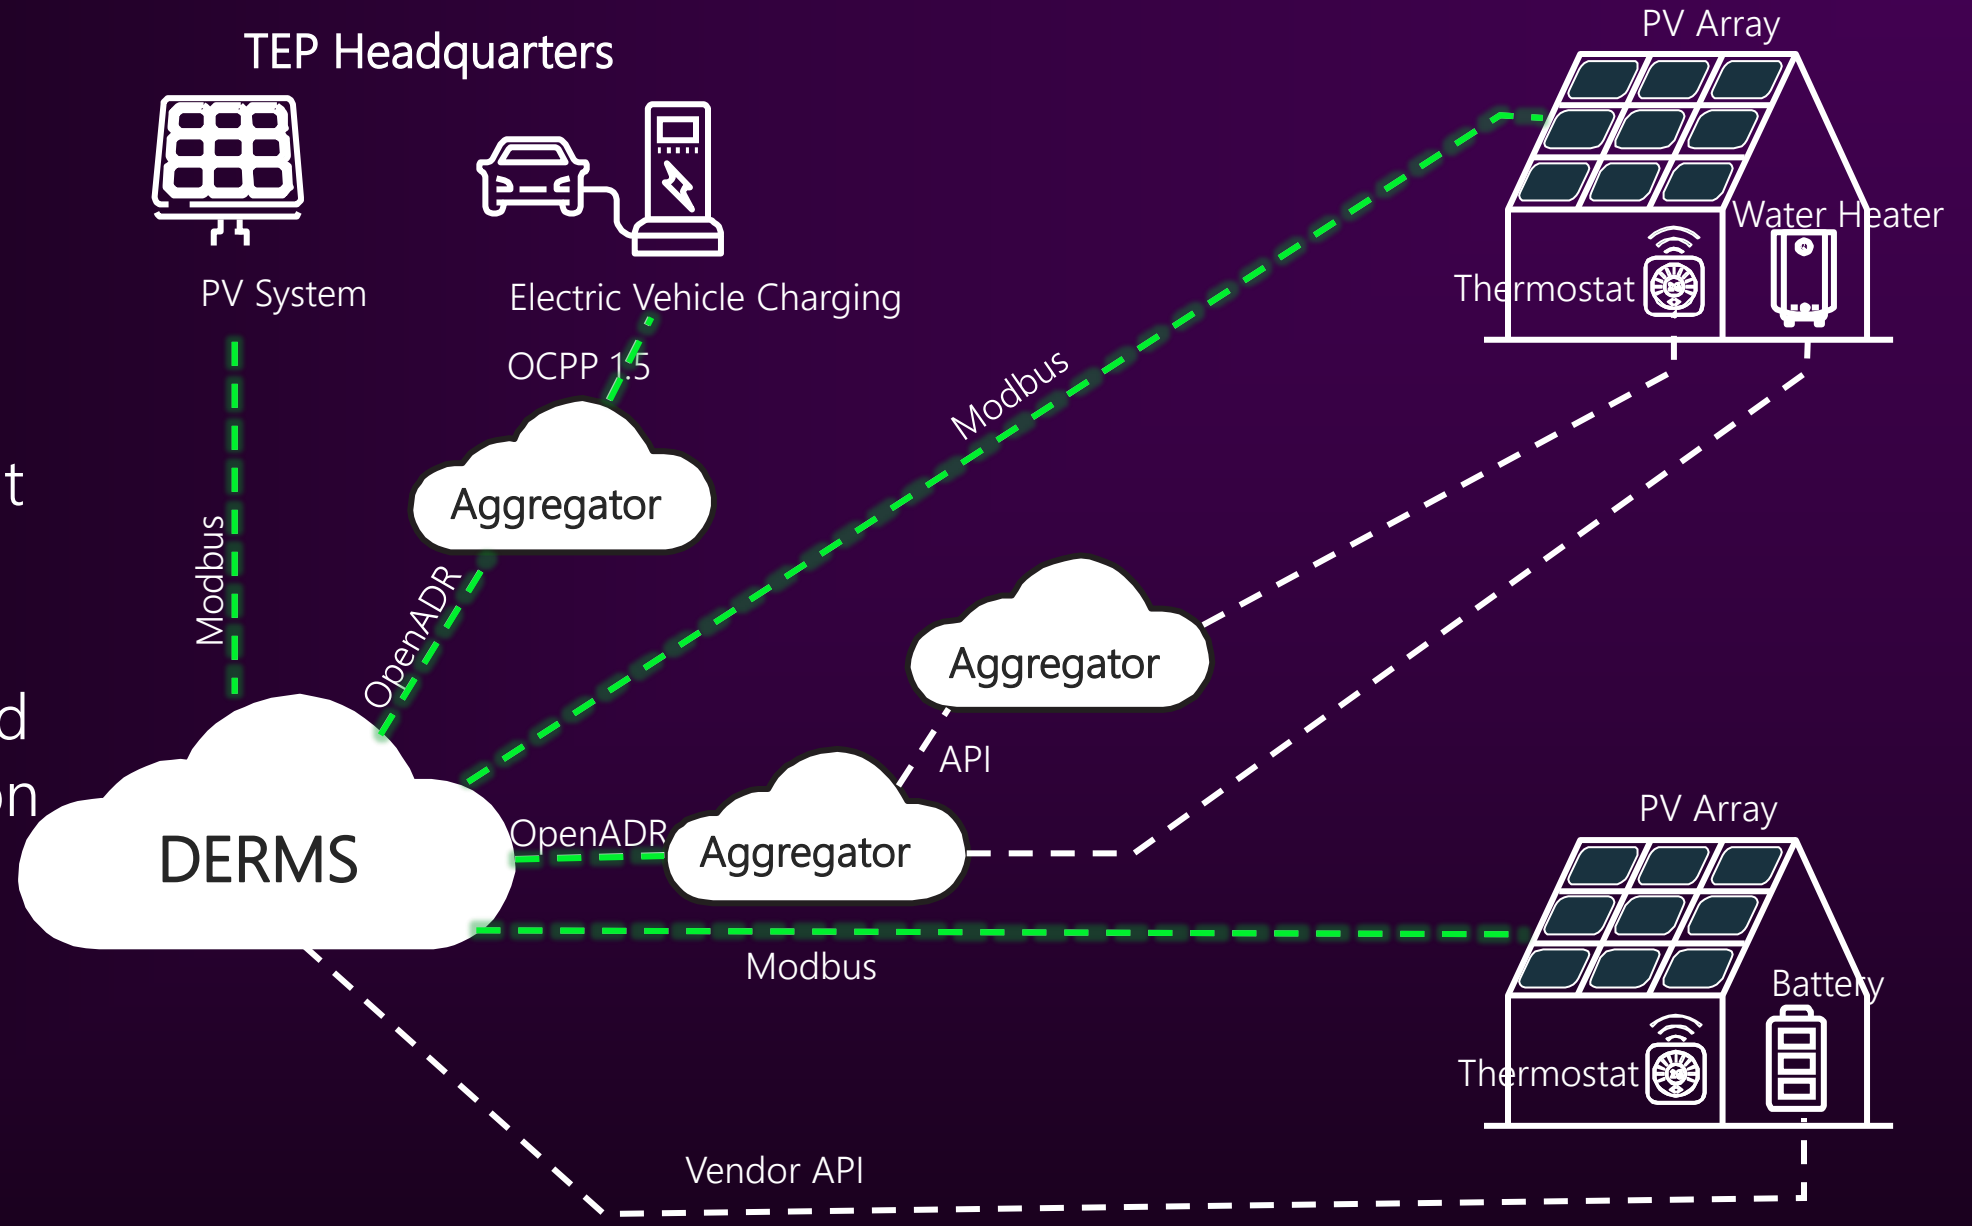 TEP Headquarters
PV Array
Water Heater
Thermostat
PV System
Electric Vehicle Charging
OCPP 1.5
Modbus
Aggregator
t
Modbus
OpenADR
Aggregator
d
on
API
DERMS
OpenADR
Aggregator
PV Array
Modbus
Battery
Thermostat
Vendor API